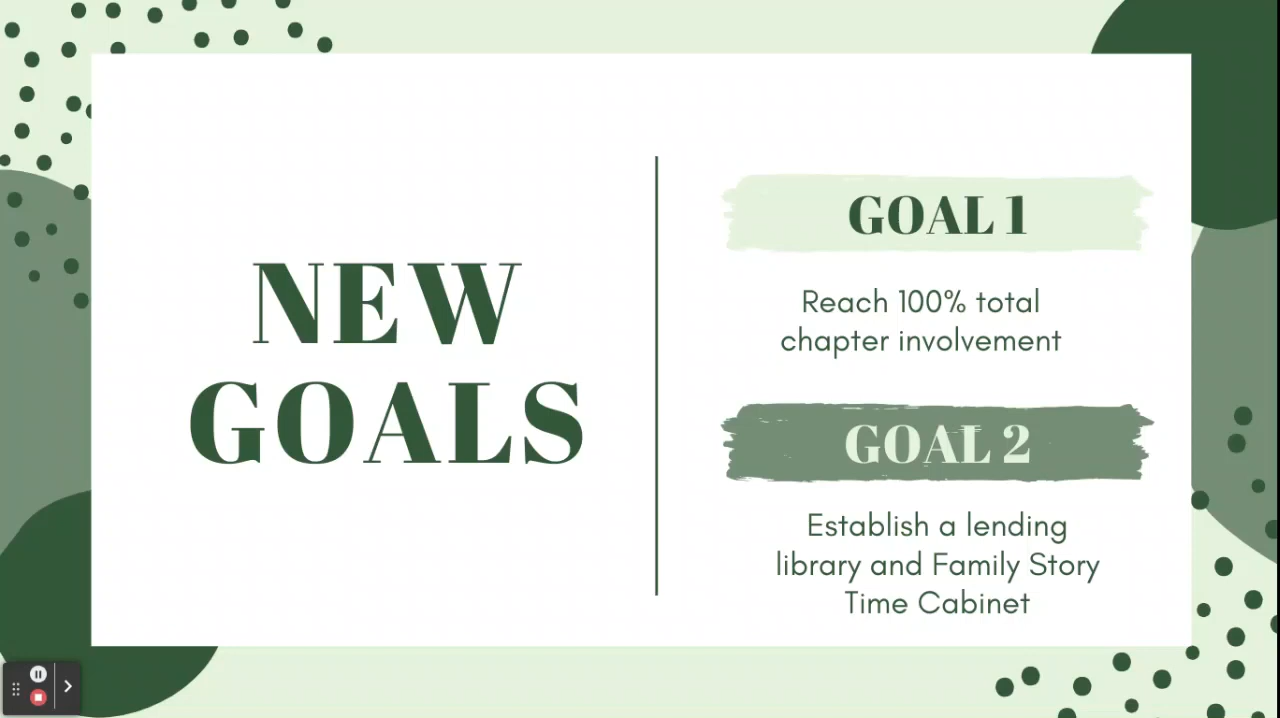 NEW
GOALS
GOAL 1
Reach 100% total
chapter involvement
GOAL 2
Establish a lending
library and Family Story
Time Cabinet